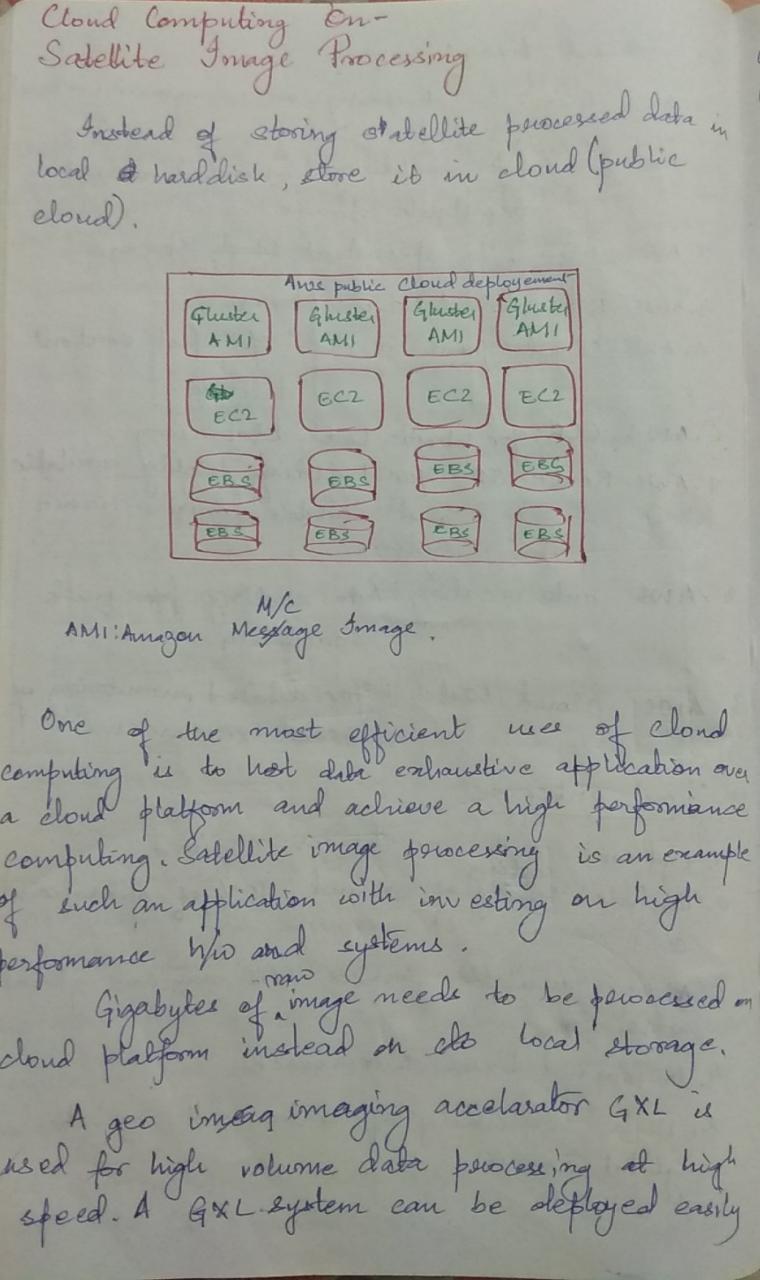 Cloud Computing On-
Satellite Image Processing
Instead of storing satellite processed data in
local harddisk, store it in cloud (public
cloud).
Aws public Cloud deployement
Gluster AMI Gluster AMI Gluster AMI Gluster AMI
EC2 EC2 EC2 EC2
EBS EBS EBS EBS
EBS EBS EBS EBS
M/C
AMI:Amazon Message Image.
One of the most efficient uses of cloud
computing is to host data exhaustive application over
a cloud platform and achieve a high performance
computing. Satellite image processing is an example
of such an application with investing on high
performance h/w and systems.
raw
Gigabytes of image needs to be processed on
cloud platform instead on local storage.
A geo imaging accelarator GXL is
used for high volume data processing at high
speed. A GXL system can be deployed easily